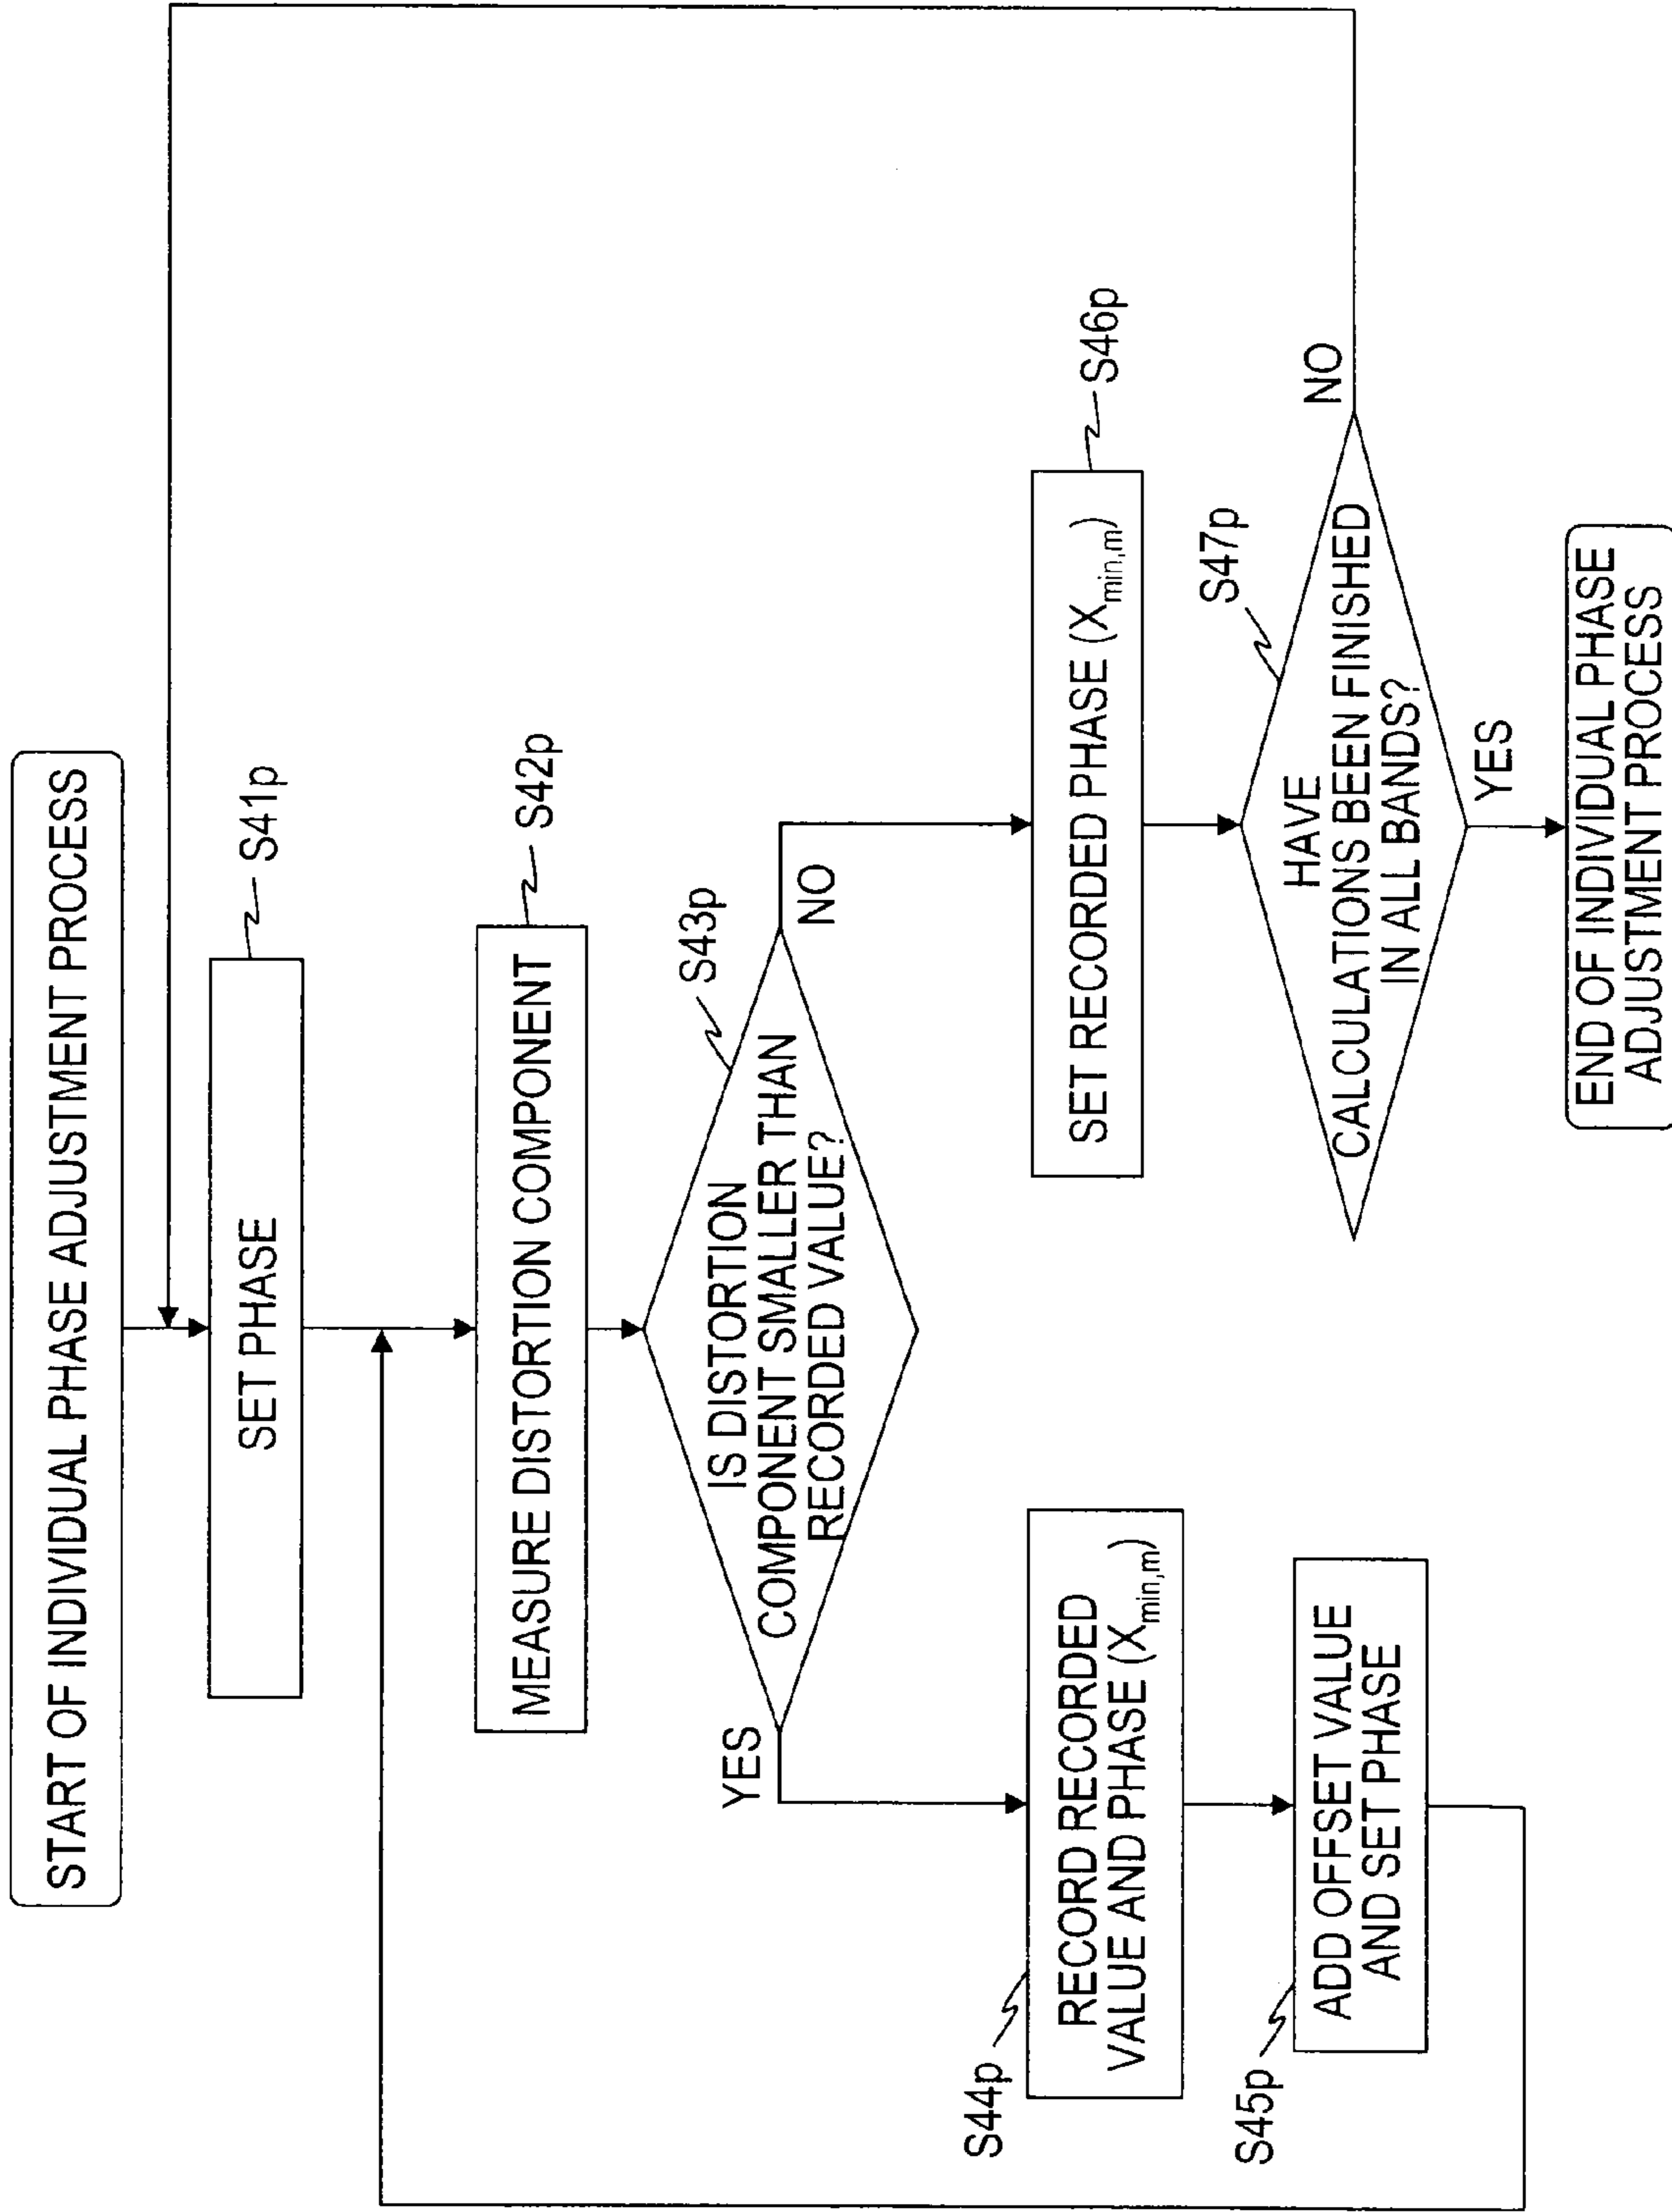 START OF INDIVIDUAL PHASE ADJUSTMENT PROCESS
SET PHASE
S41p
MEASURE DISTORTION COMPONENT
S42p
IS DISTORTION
COMPONENT SMALLER THAN
RECORDED VALUE?
S43p
YES
NO
RECORD RECORDED
VALUE AND PHASE (Xmin,m)
S44p
ADD OFFSET VALUE
AND SET PHASE
S45p
SET RECORDED PHASE (Xmin,m)
S46p
HAVE
CALCULATIONS BEEN FINISHED
IN ALL BANDS?
S47p
NO
YES
END OF INDIVIDUAL PHASE
ADJUSTMENT PROCESS